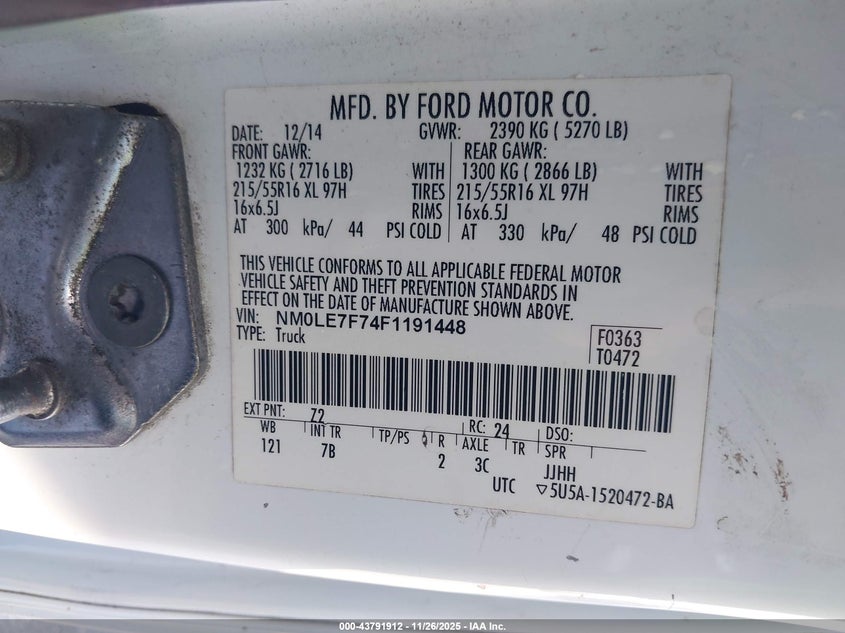 MFD. BY FORD MOTOR CO.
DATE: 12/14 GVWR: 2390 KG ( 5270 LB)
FRONT GAWR: REAR GAWR:
1232 KG ( 2716 LB) WITH 1300 KG ( 2866 LB) WITH
215/55R16 XL 97H TIRES 215/55R16 XL 97H TIRES
16x6.5J RIMS 16x6.5J RIMS
AT 300 kPa/ 44 PSI COLD AT 330 kPa/ 48 PSI COLD
THIS VEHICLE CONFORMS TO ALL APPLICABLE FEDERAL MOTOR
VEHICLE SAFETY AND THEFT PREVENTION STANDARDS IN
EFFECT ON THE DATE OF MANUFACTURE SHOWN ABOVE.
VIN: NM0LE7F74F1191448
TYPE: Truck
F0363
T0472
EXT PNT: Z2 RC: 24 DSO:
WB INT TR TP/PS R AXLE TR SPR
121 7B 2 3C JJHH
UTC ▽5U5A-1520472-BA
000-43791912 - 11/26/2025 - IAA Inc.